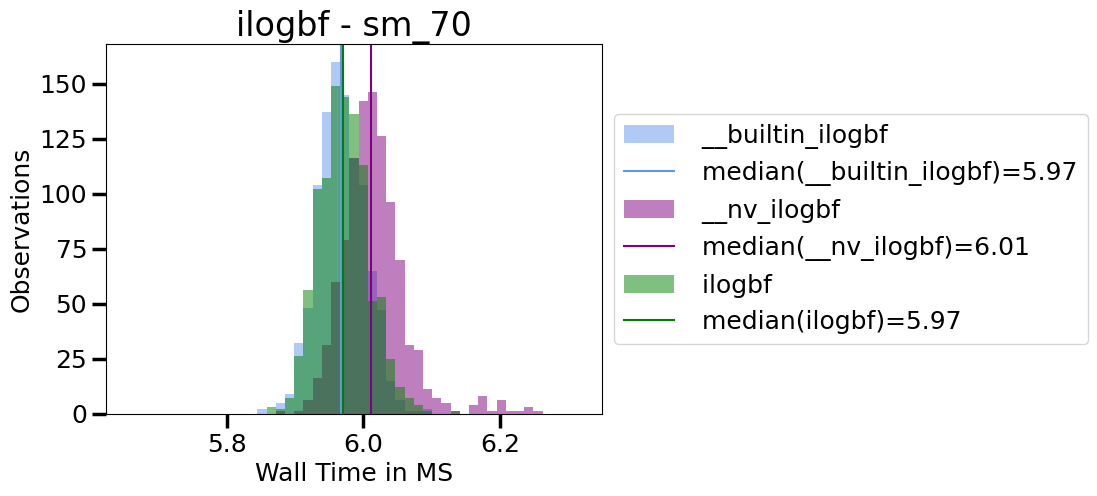 ilogbf - sm_70
Observations
150
125
100
75
50
25
0
5.8
6.0
6.2
Wall Time in MS
__builtin_ilogbf
median(__builtin_ilogbf)=5.97
__nv_ilogbf
median(__nv_ilogbf)=6.01
ilogbf
median(ilogbf)=5.97